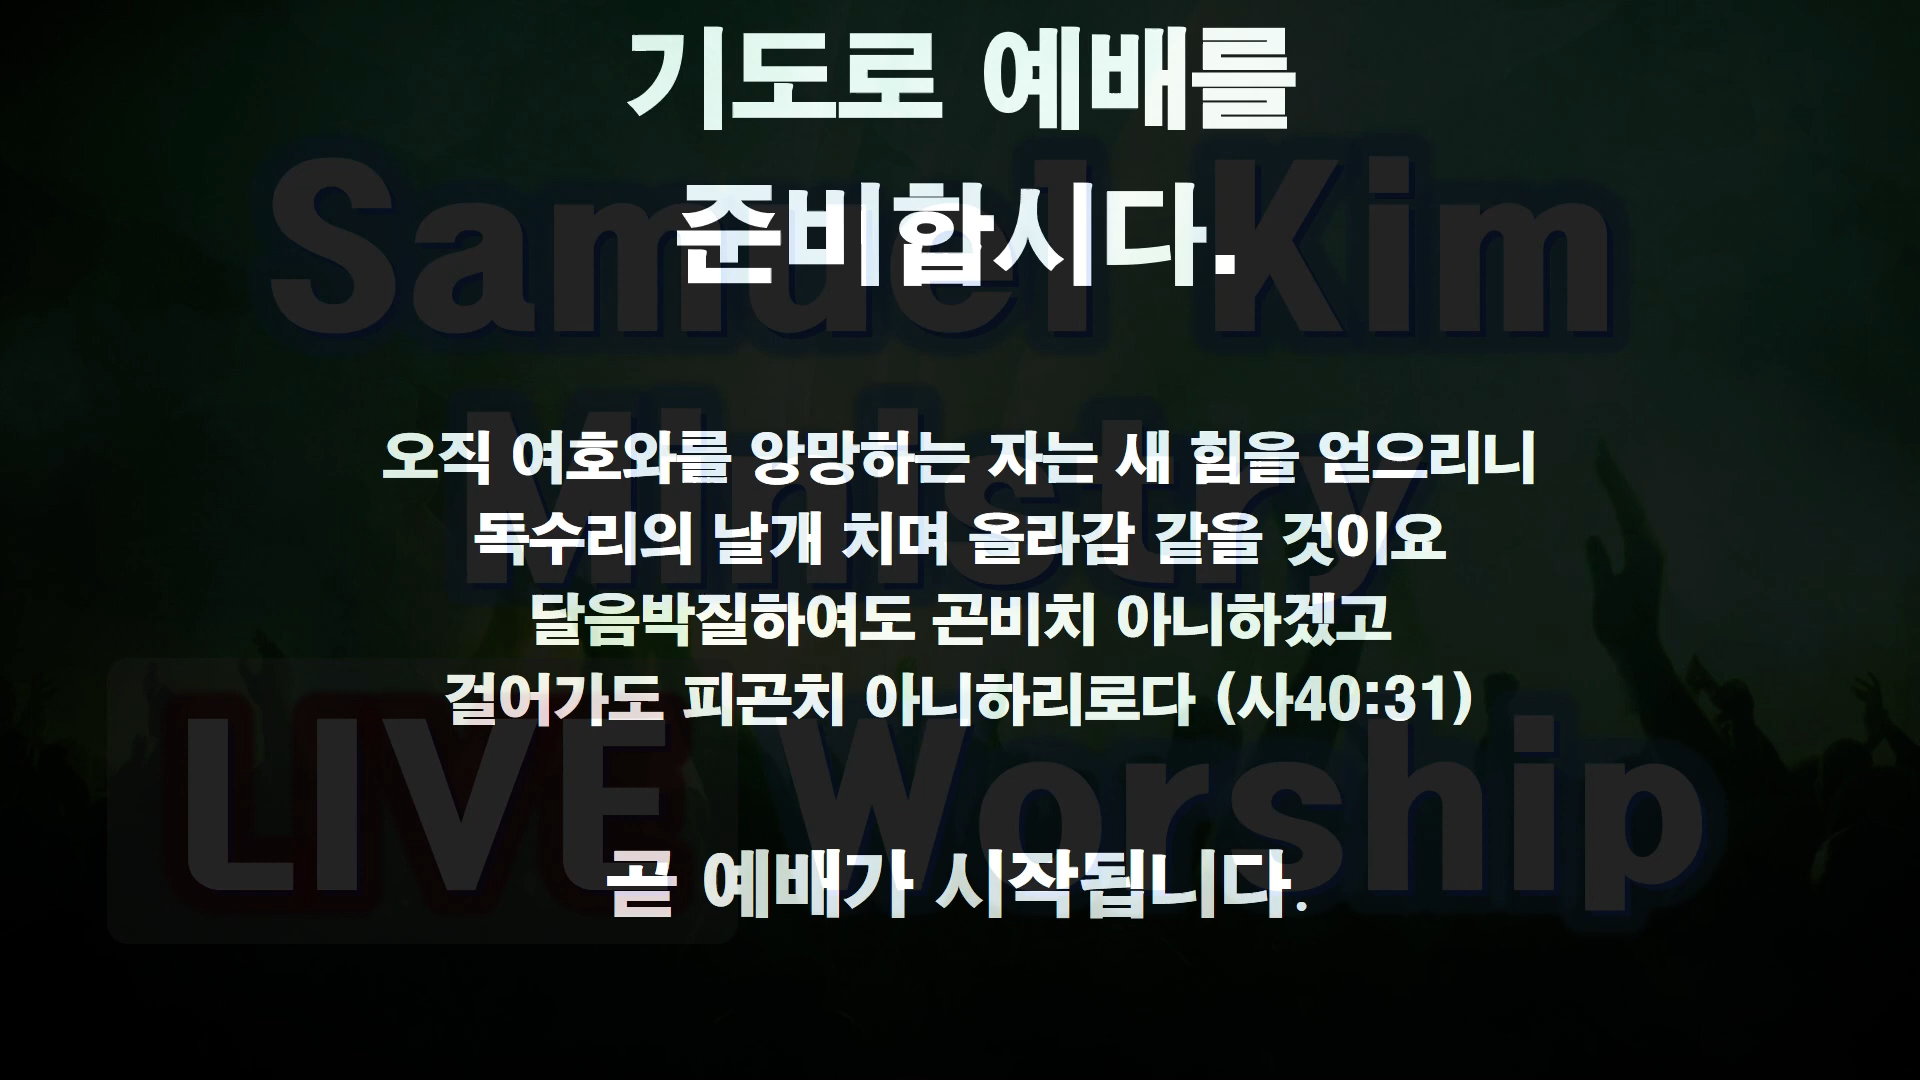 기도로 예배를
준비합시다.
Samuel Kim
Ministry
오직 여호와를 앙망하는 자는 새 힘을 얻으리니
독수리의 날개 치며 올라감 같을 것이요
달음박질하여도 곤비치 아니하겠고
걸어가도 피곤치 아니하리로다 (사40:31)
LIVE Worship
곧 예배가 시작됩니다.